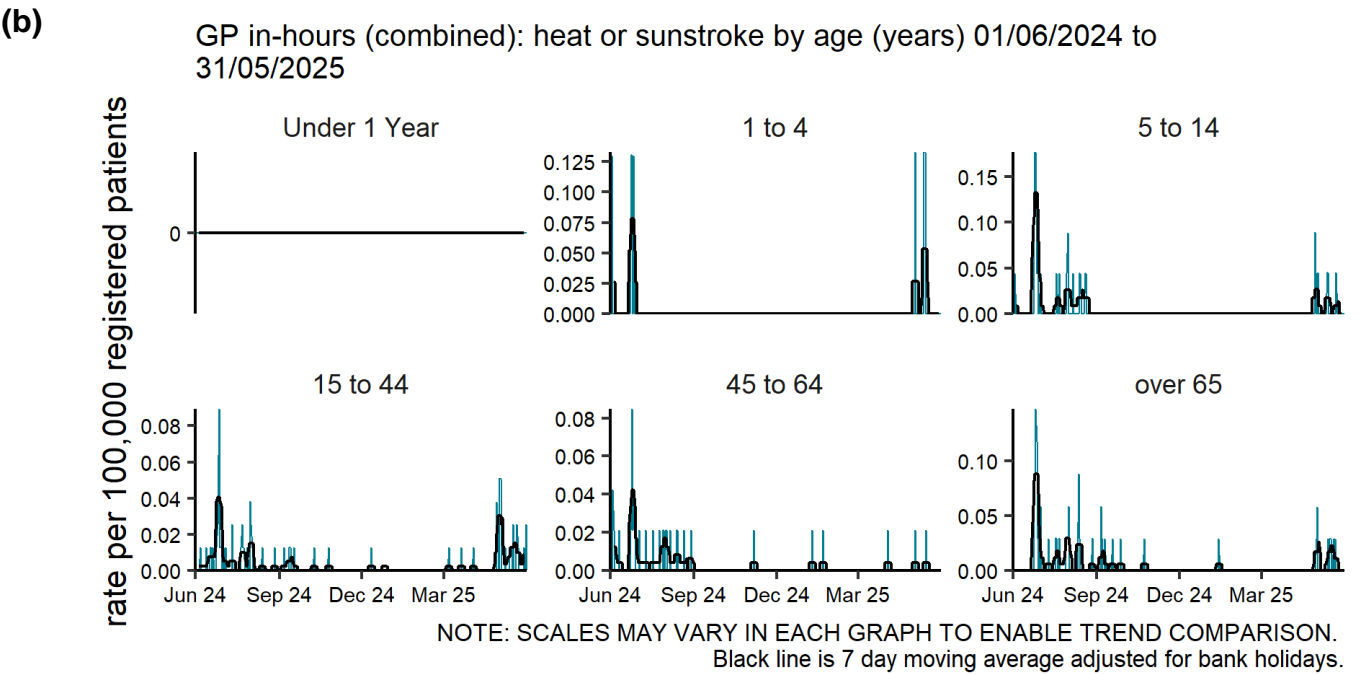 (b)
GP in-hours (combined): heat or sunstroke by age (years) 01/06/2024 to
31/05/2025
rate per 100,000 registered patients
Under 1 Year
0
1 to 4
0.125
0.100
0.075
0.050
0.025
0.000
5 to 14
0.15
0.10
0.05
0.00
15 to 44
0.08
0.06
0.04
0.02
0.00
Jun 24 Sep 24 Dec 24 Mar 25
45 to 64
0.08
0.06
0.04
0.02
0.00
Jun 24 Sep 24 Dec 24 Mar 25
over 65
0.10
0.05
0.00
Jun 24 Sep 24 Dec 24 Mar 25
NOTE: SCALES MAY VARY IN EACH GRAPH TO ENABLE TREND COMPARISON.
Black line is 7 day moving average adjusted for bank holidays.